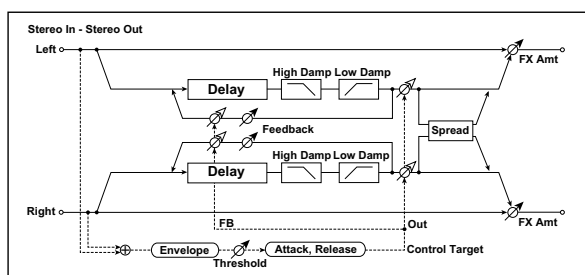 Stereo In - Stereo Out
Left
FX Amt
High Damp Low Damp
Delay
Feedback
Spread
High Damp Low Damp
Delay
Right
FB
Out
FX Amt
Envelope
Threshold
Attack, Release
Control Target